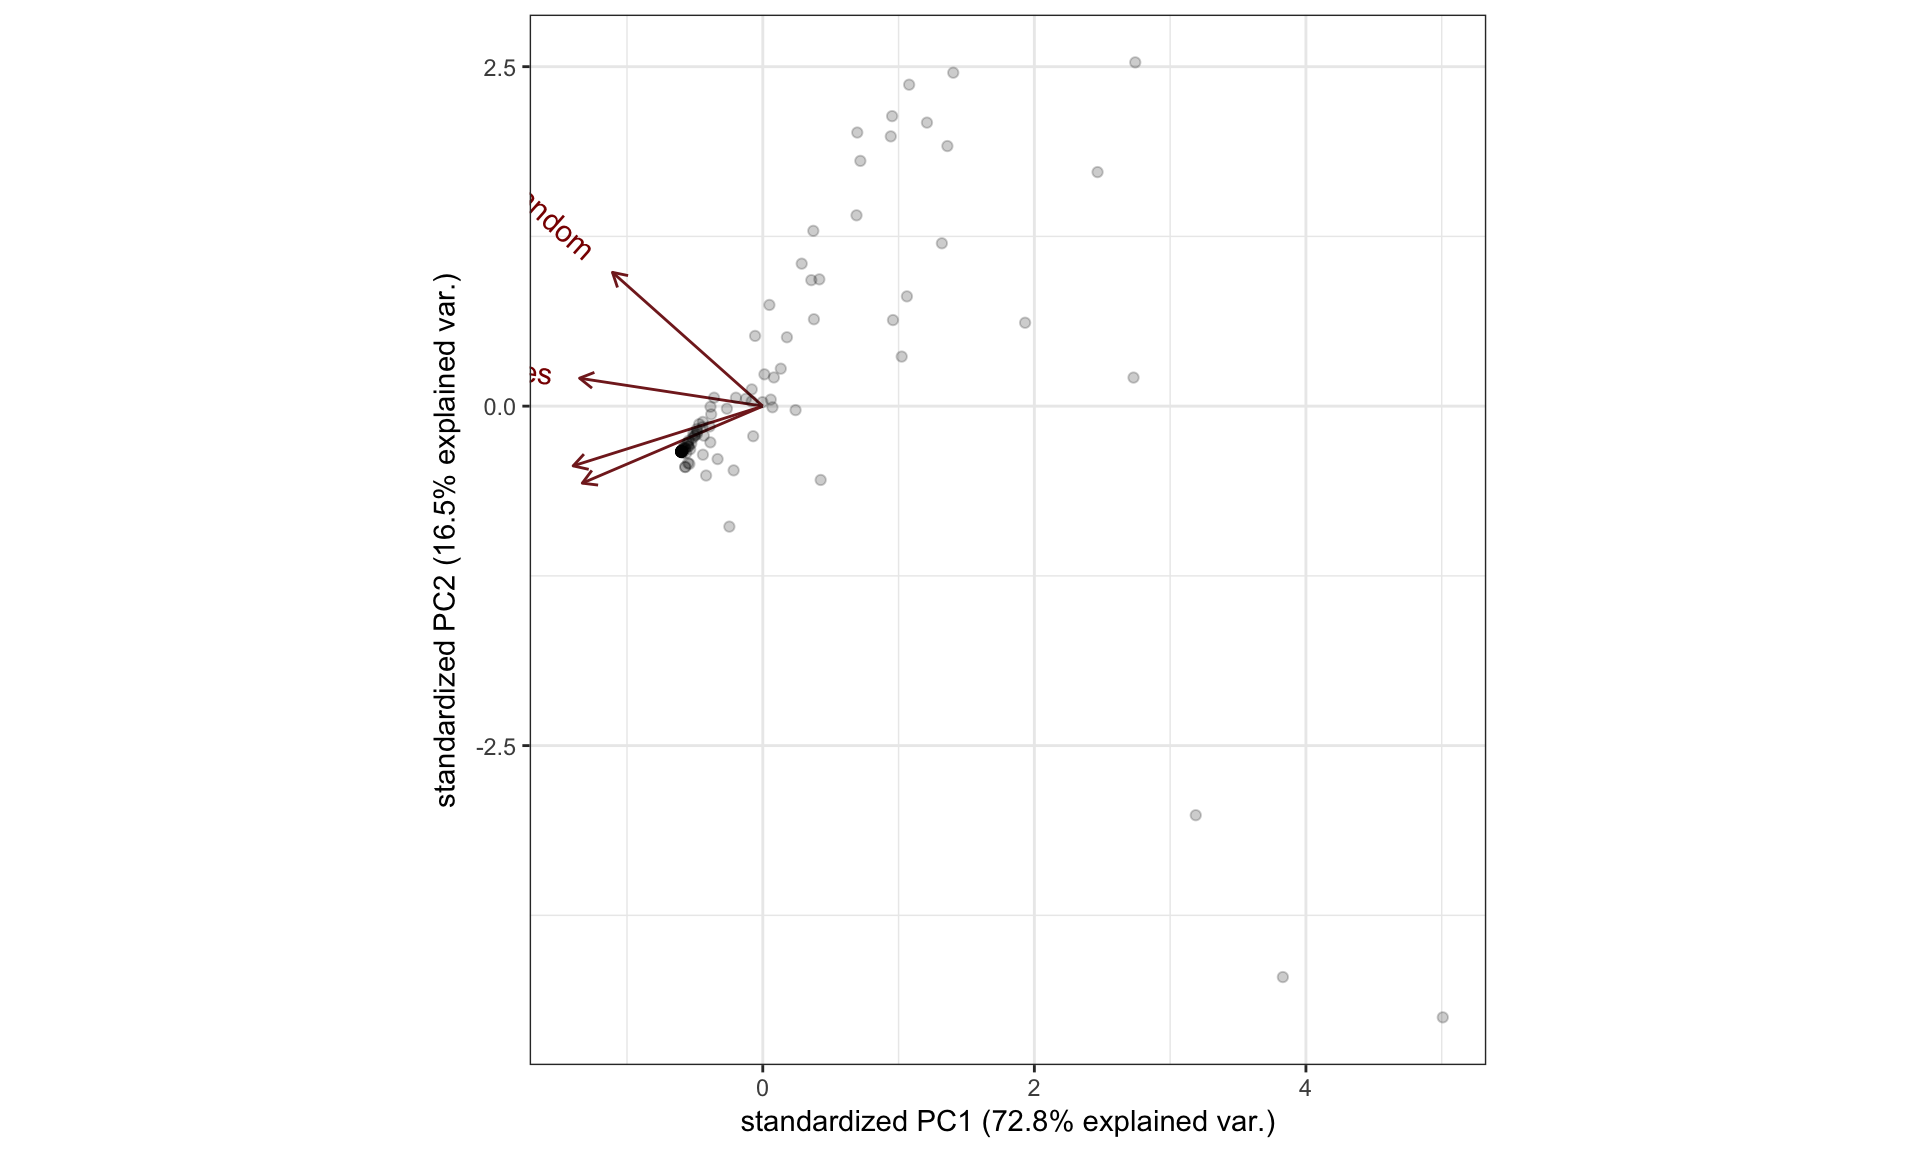 2.5
0.0
-2.5
0
2
4
standardized PC1 (72.8% explained var.)
standardized PC2 (16.5% explained var.)
ndom
es